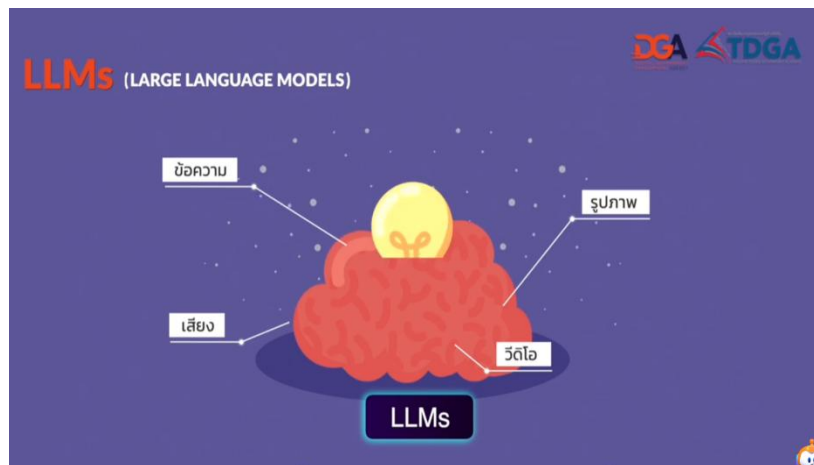 LLMs (LARGE LANGUAGE MODELS)
DGA TDGA
ข้อความ
รูปภาพ
เสียง
วีดิโอ
LLMs